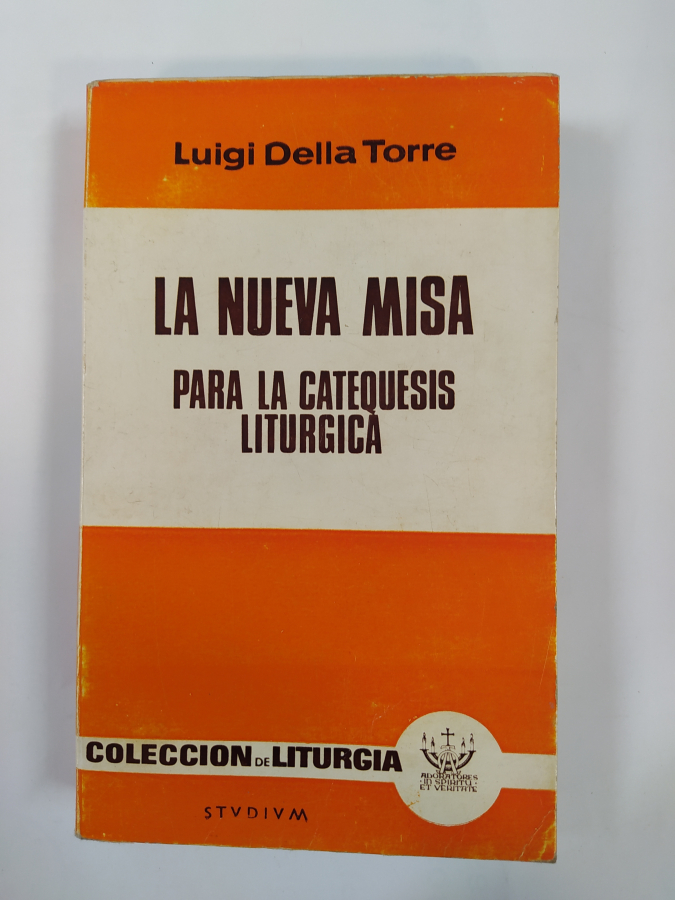 Luigi Della Torre
LA NUEVA MISA
PARA LA CATEQUESIS
LITURGICA
COLECCION DE LITURGIA
ADORATORES
IN SPIRITU
ET VERITATE
STVDIVM